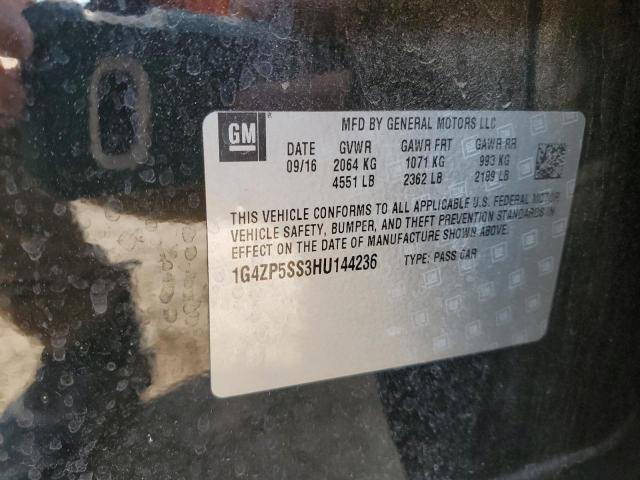 GM
MFD BY GENERAL MOTORS LLC
DATE GVWR GAWR FRT GAWR RR
09/16 2064 KG 1071 KG 993 KG
4551 LB 2362 LB 2189 LB
THIS VEHICLE CONFORMS TO ALL APPLICABLE U.S. FEDERAL MOTOR
VEHICLE SAFETY, BUMPER, AND THEFT PREVENTION STANDARDS IN
EFFECT ON THE DATE OF MANUFACTURE SHOWN ABOVE.
1G4ZP5SS3HU144236 TYPE: PASS CAR